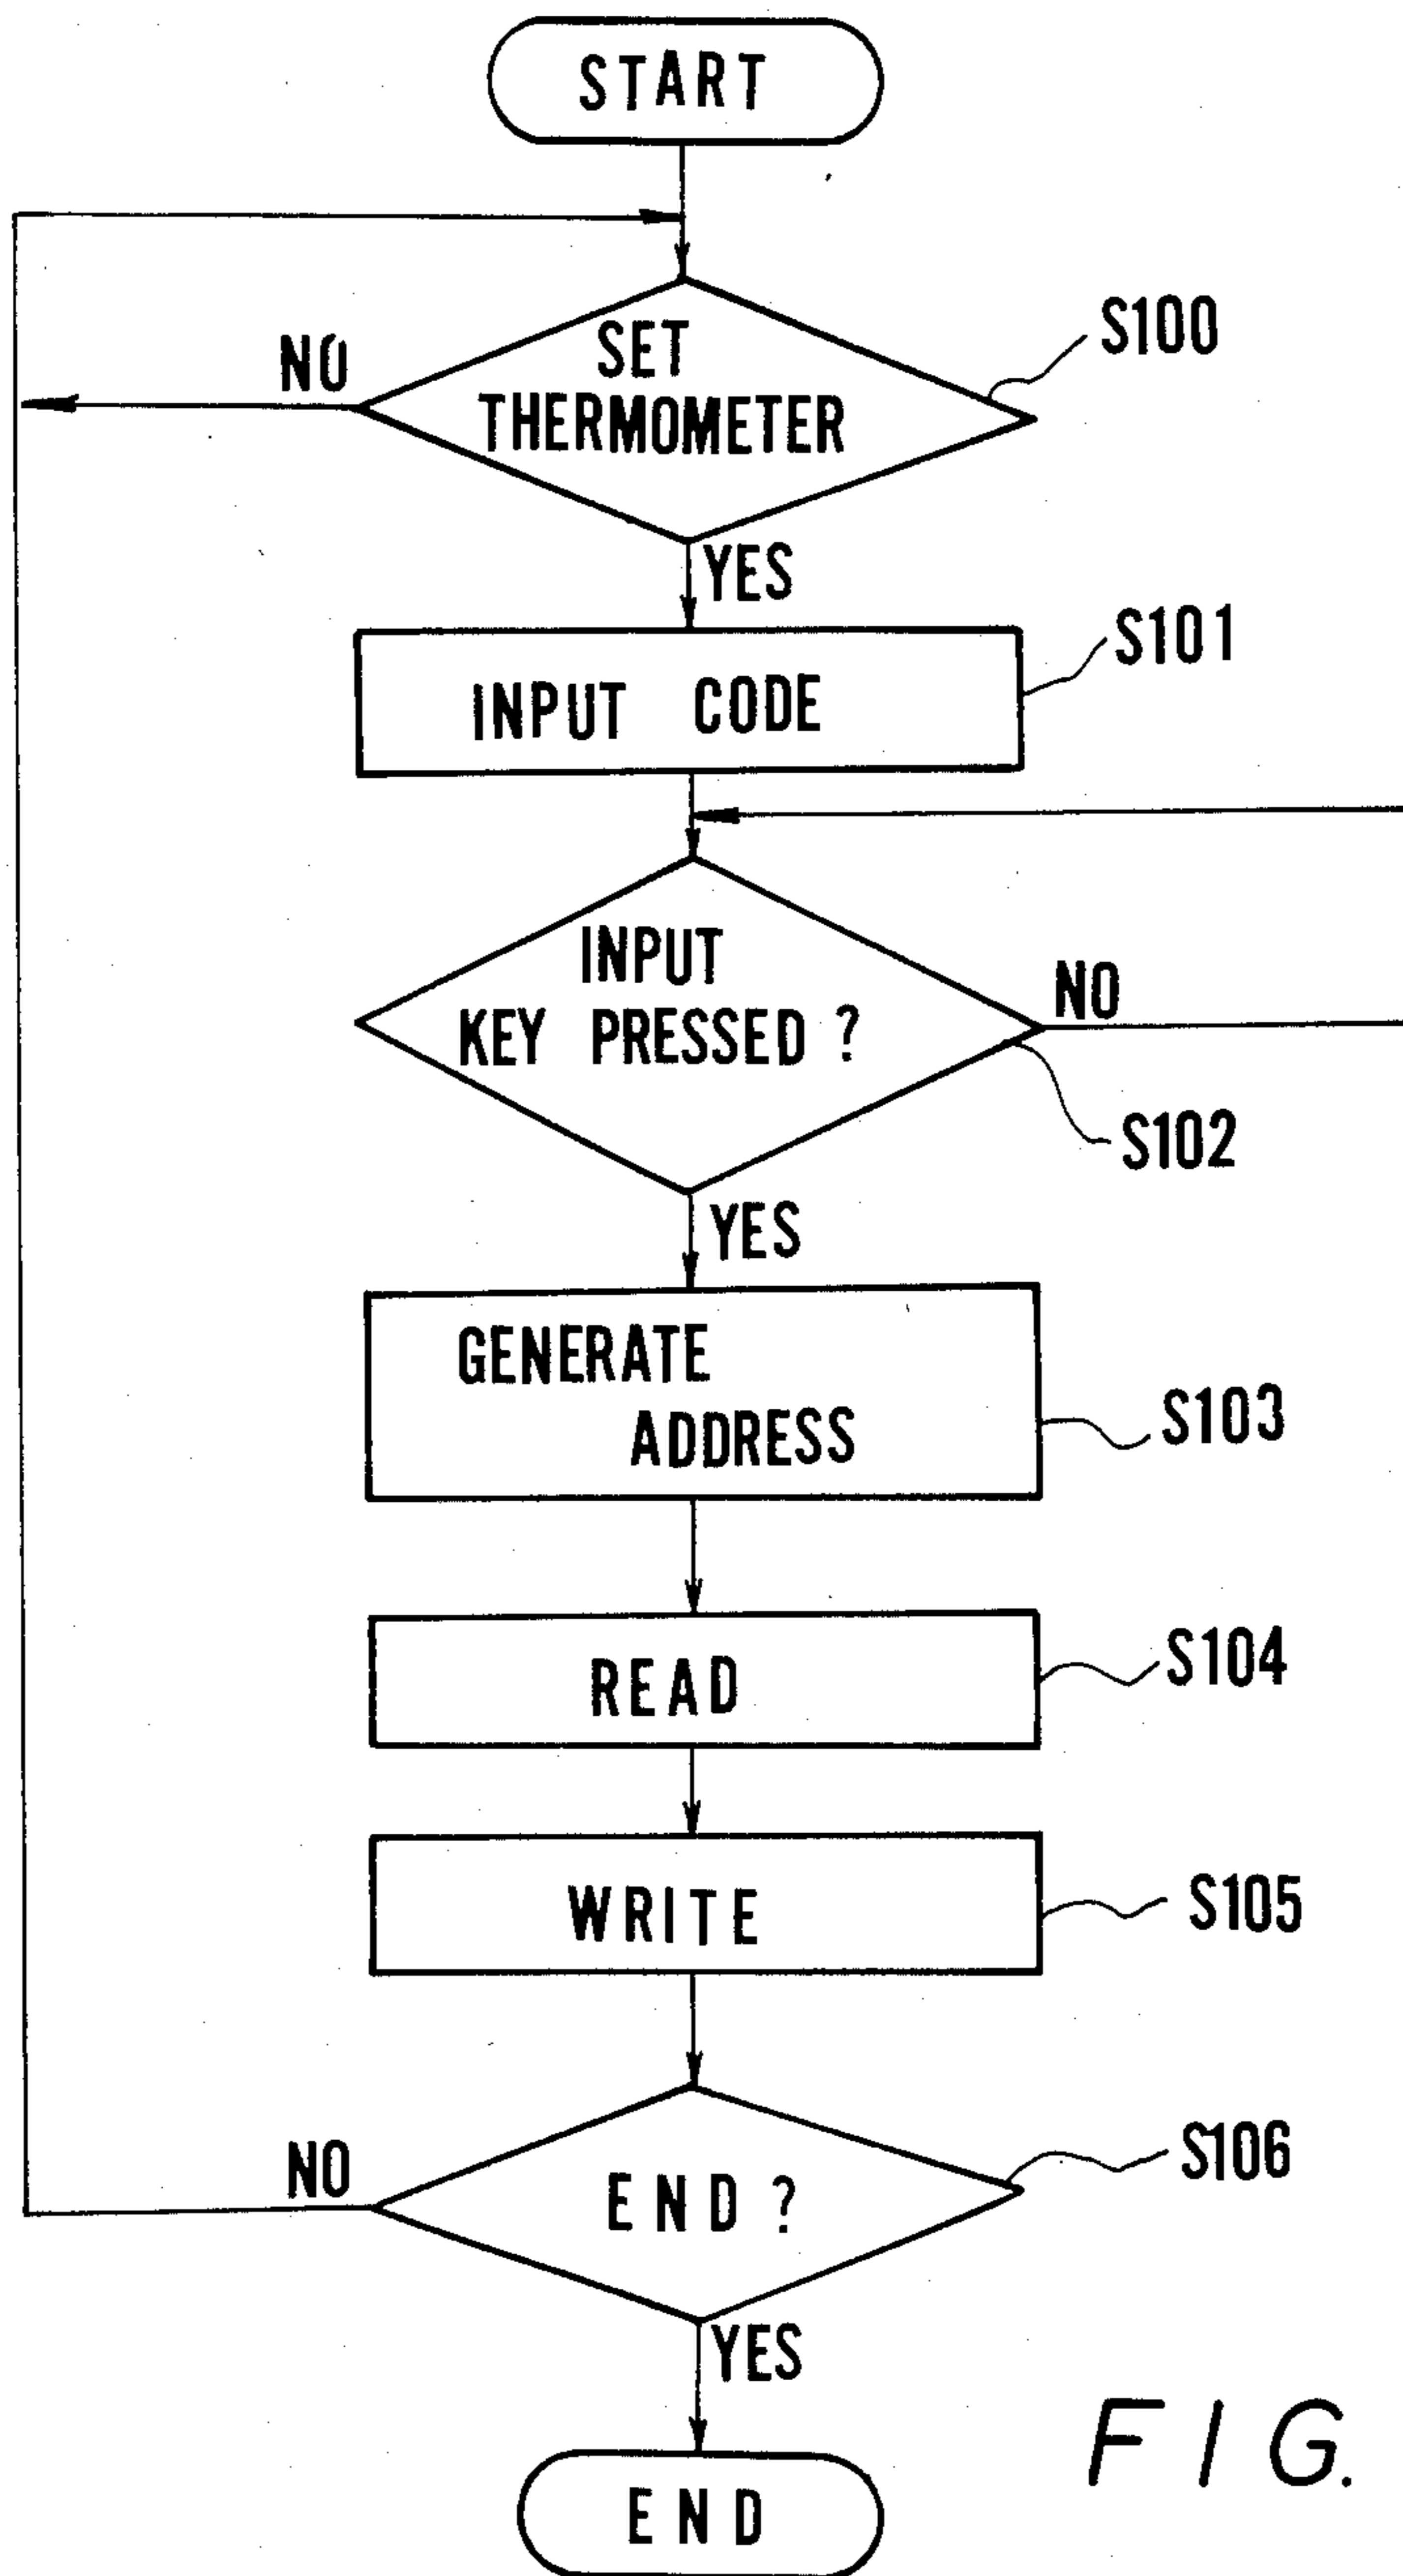 START
NO
SET
THERMOMETER
S100
YES
S101
INPUT CODE
INPUT
KEY PRESSED ?
NO
S102
YES
GENERATE
ADDRESS
S103
READ
S104
WRITE
S105
NO
END ?
S106
YES
END
FIG.